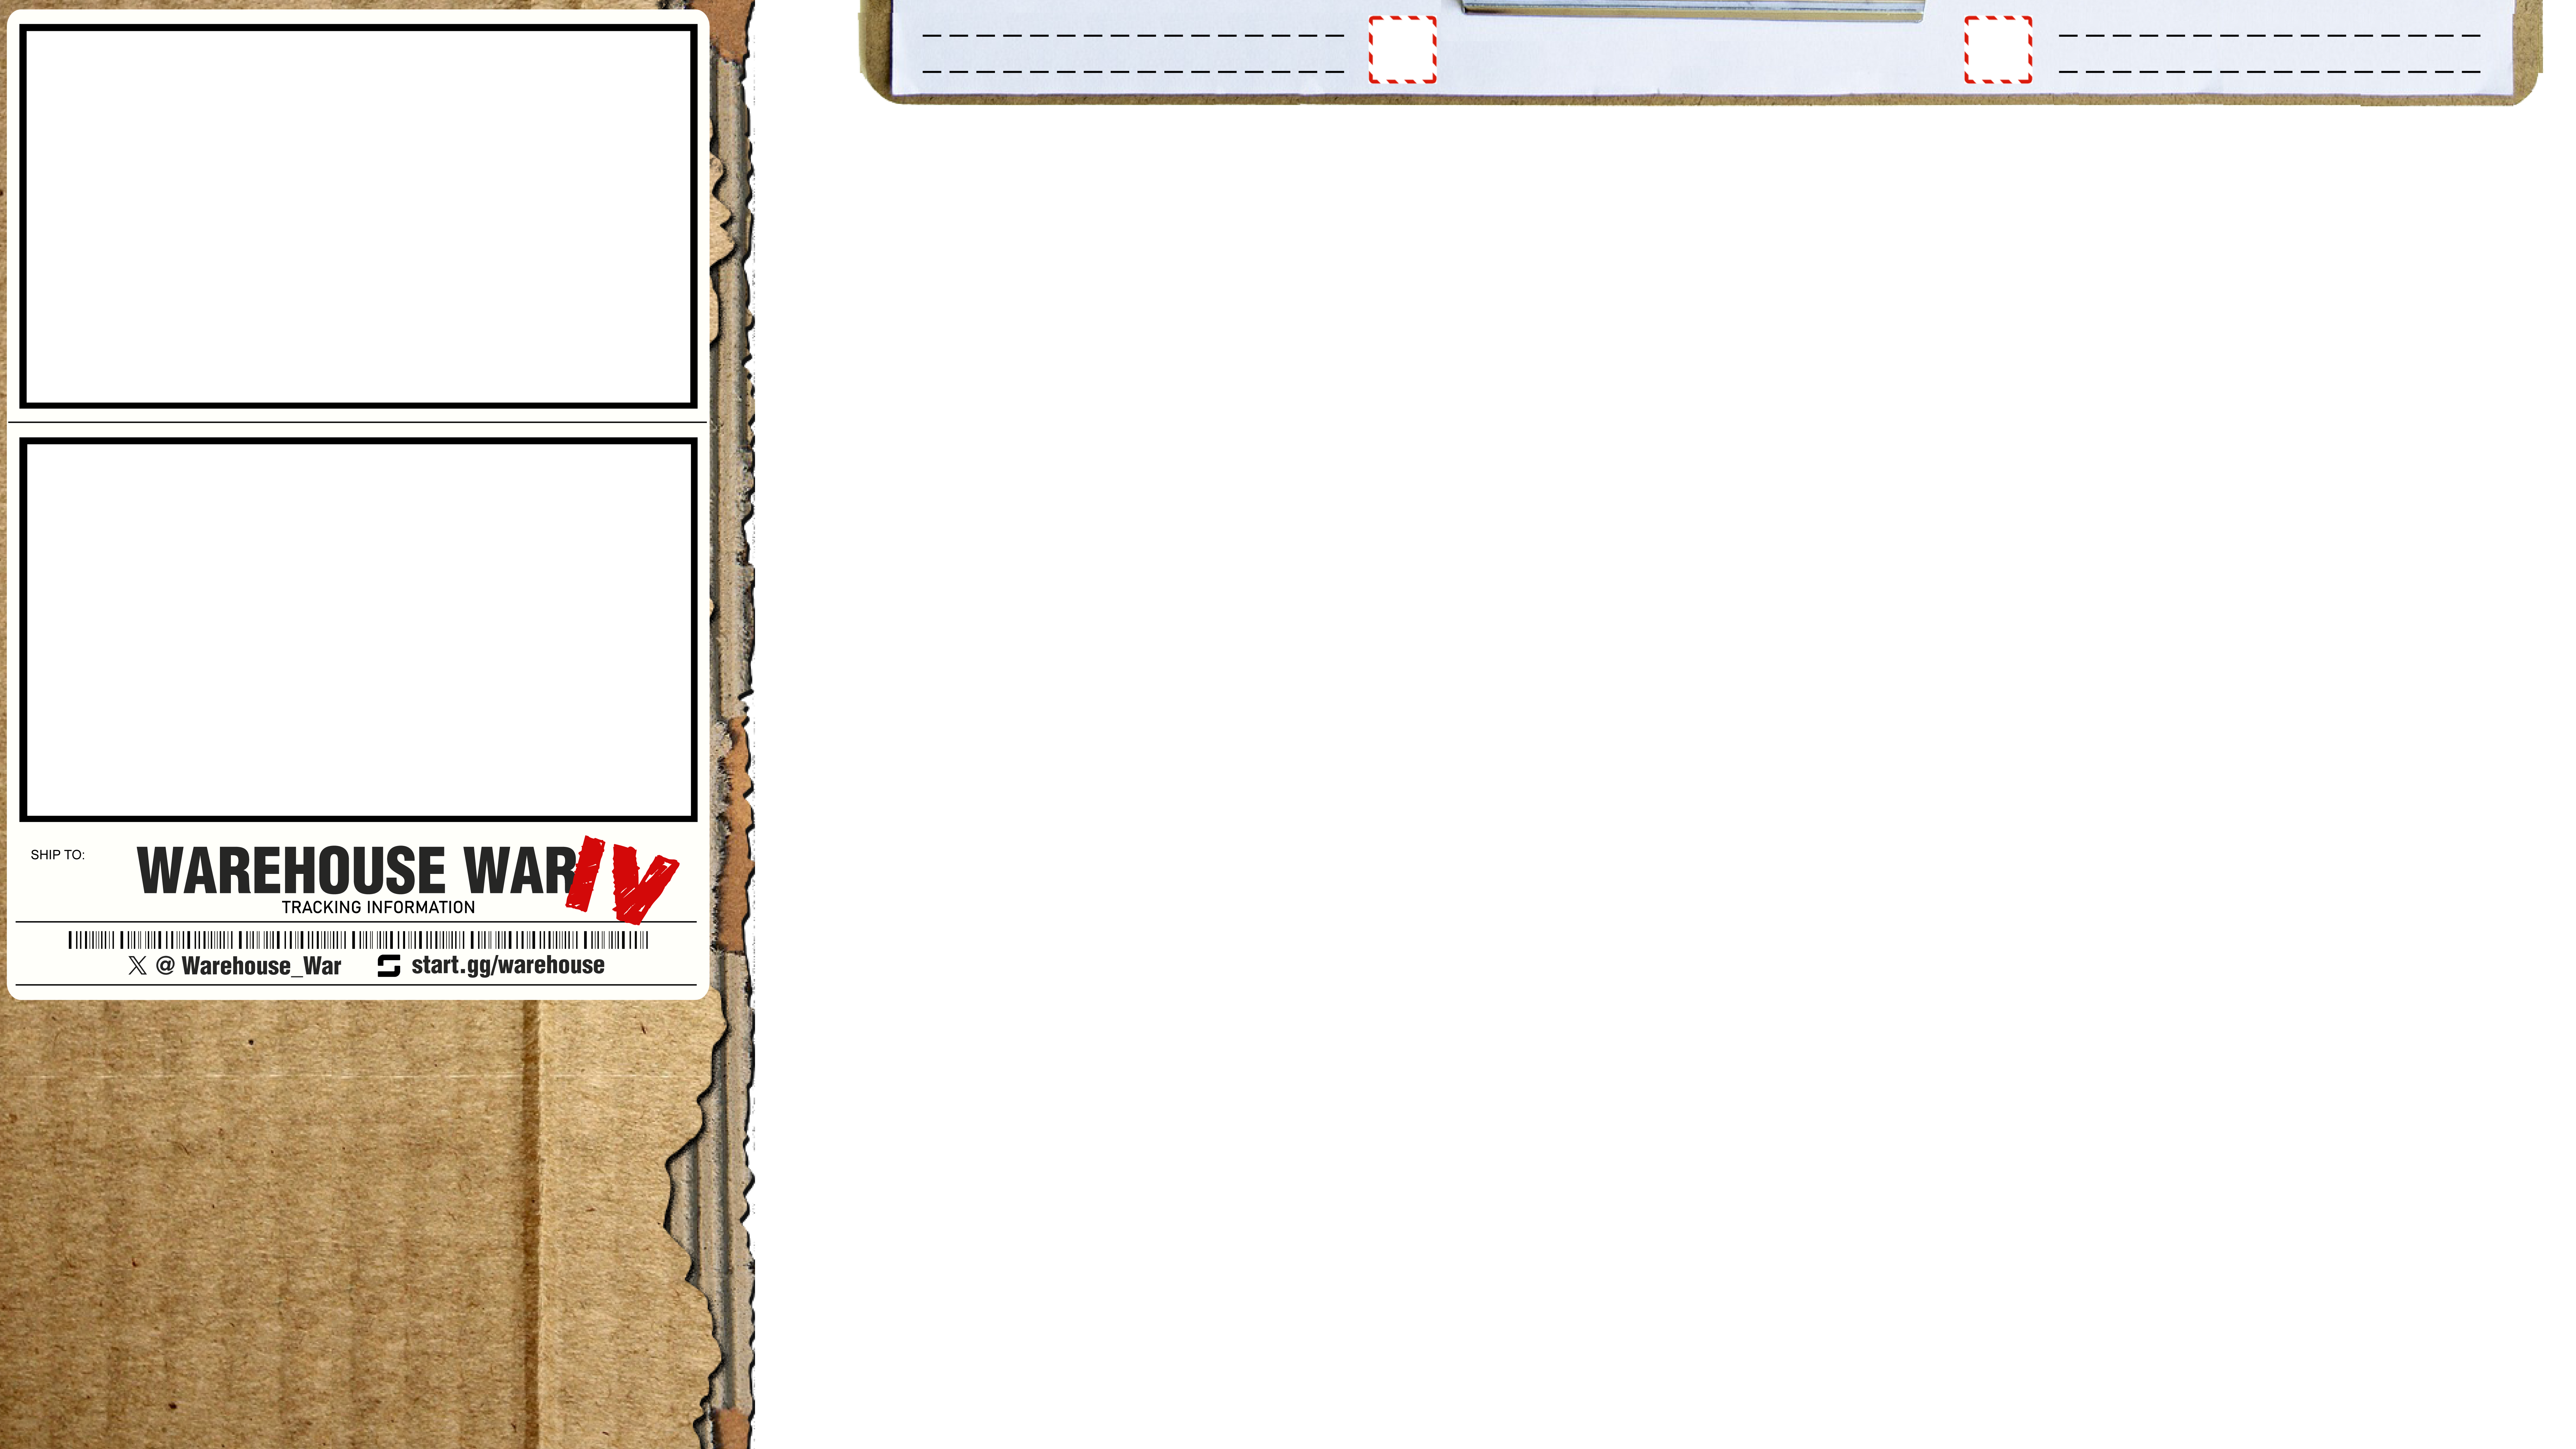 SHIP TO:
WAREHOUSE WAR IV
TRACKING INFORMATION
@ Warehouse_War start.gg/warehouse